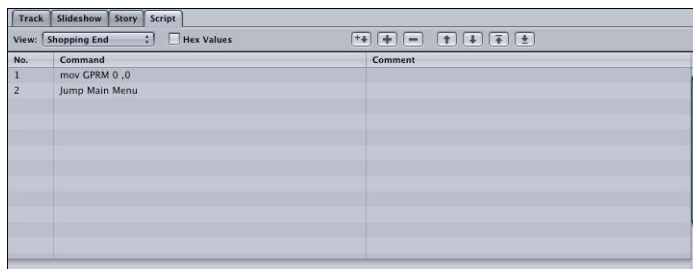 Track Slideshow Story Script
View: Shopping End Hex Values
No. Command Comment
1 mov GPRM 0 ,0
2 Jump Main Menu